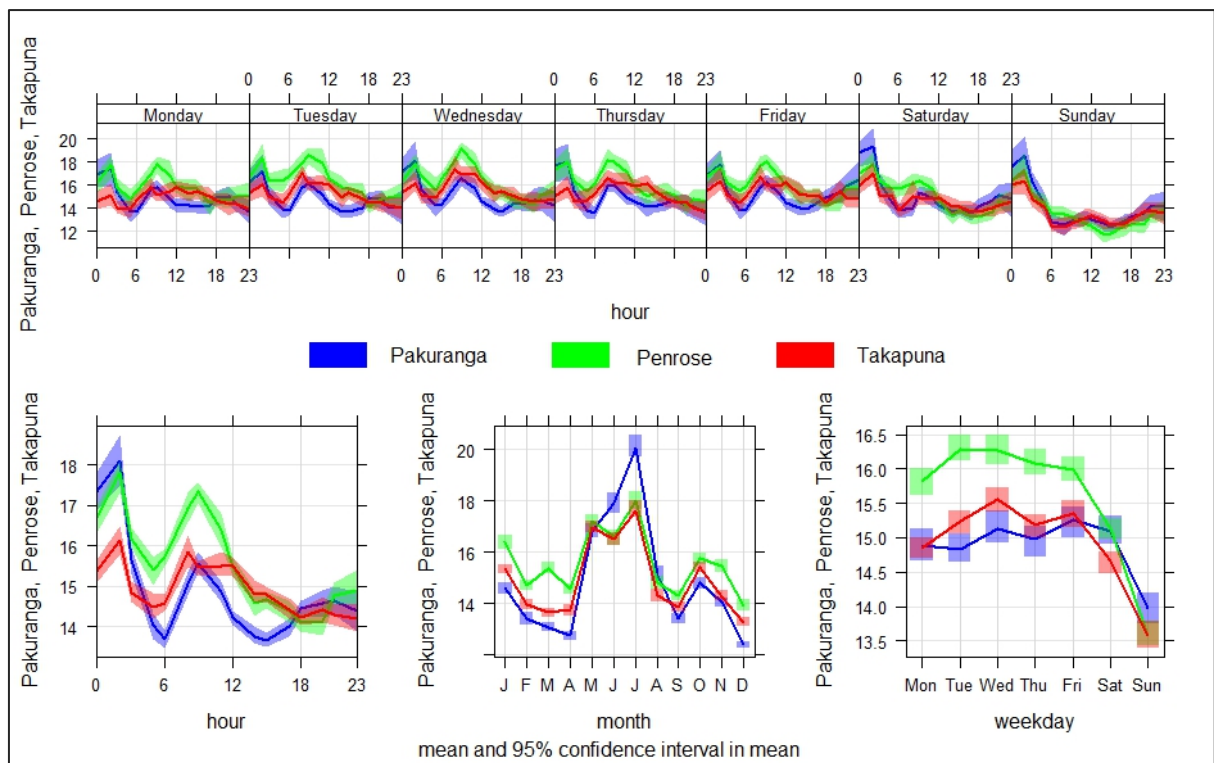 0 6 12 18 23 0 6 12 18 23 0 6 12 18 23
Monday Tuesday Wednesday Thursday Friday Saturday Sunday
Pakuranga, Penrose, Takapuna
20
18
16
14
12
0 6 12 18 23 0 6 12 18 23 0 6 12 18 23 0 6 12 18 23
hour
Pakuranga Penrose Takapuna
Pakuranga, Penrose, Takapuna
18
17
16
15
14
0 6 12 18 23
hour
Pakuranga, Penrose, Takapuna
20
18
16
14
J F M A M J J A S O N D
month
Pakuranga, Penrose, Takapuna
16.5
16.0
15.5
15.0
14.5
14.0
13.5
Mon Tue Wed Thu Fri Sat Sun
weekday
mean and 95% confidence interval in mean